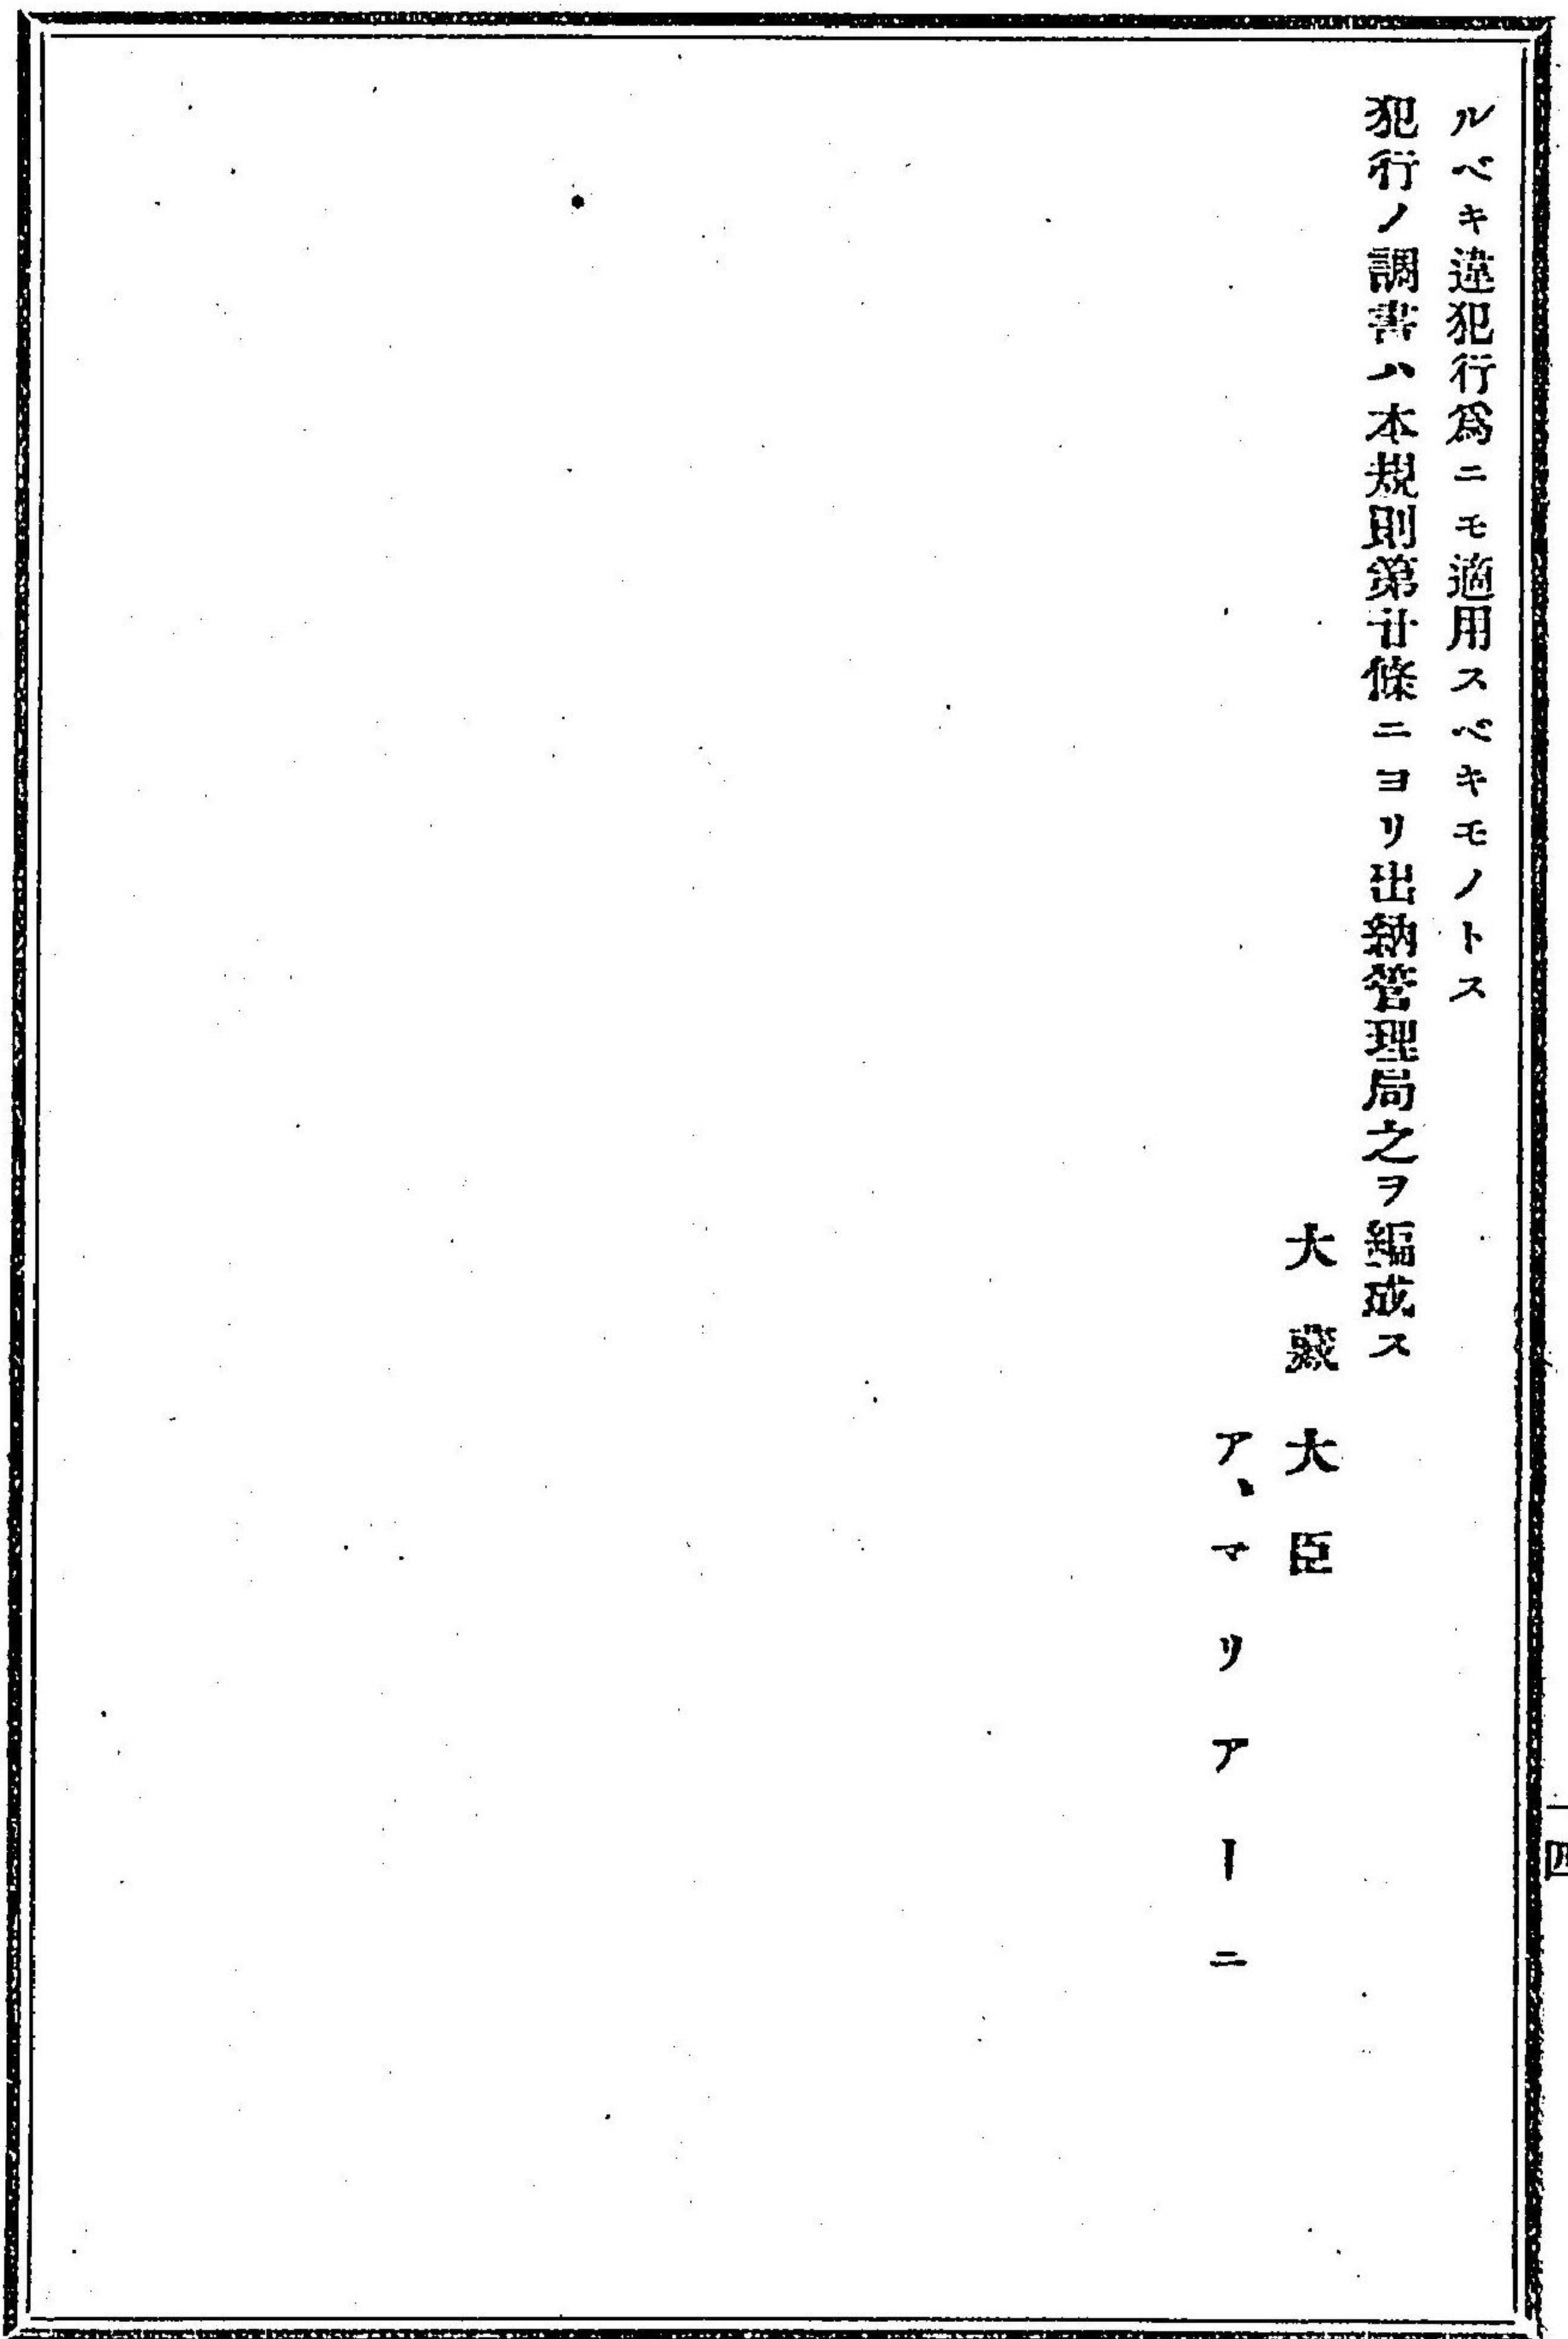 ルベキ違犯行爲ニモ適用スベキモノトス
犯行ノ調書ハ本規則第廿條ニヨリ出納管理局之ヲ編成ス
大藏大臣
ア、マリアーニ
一四